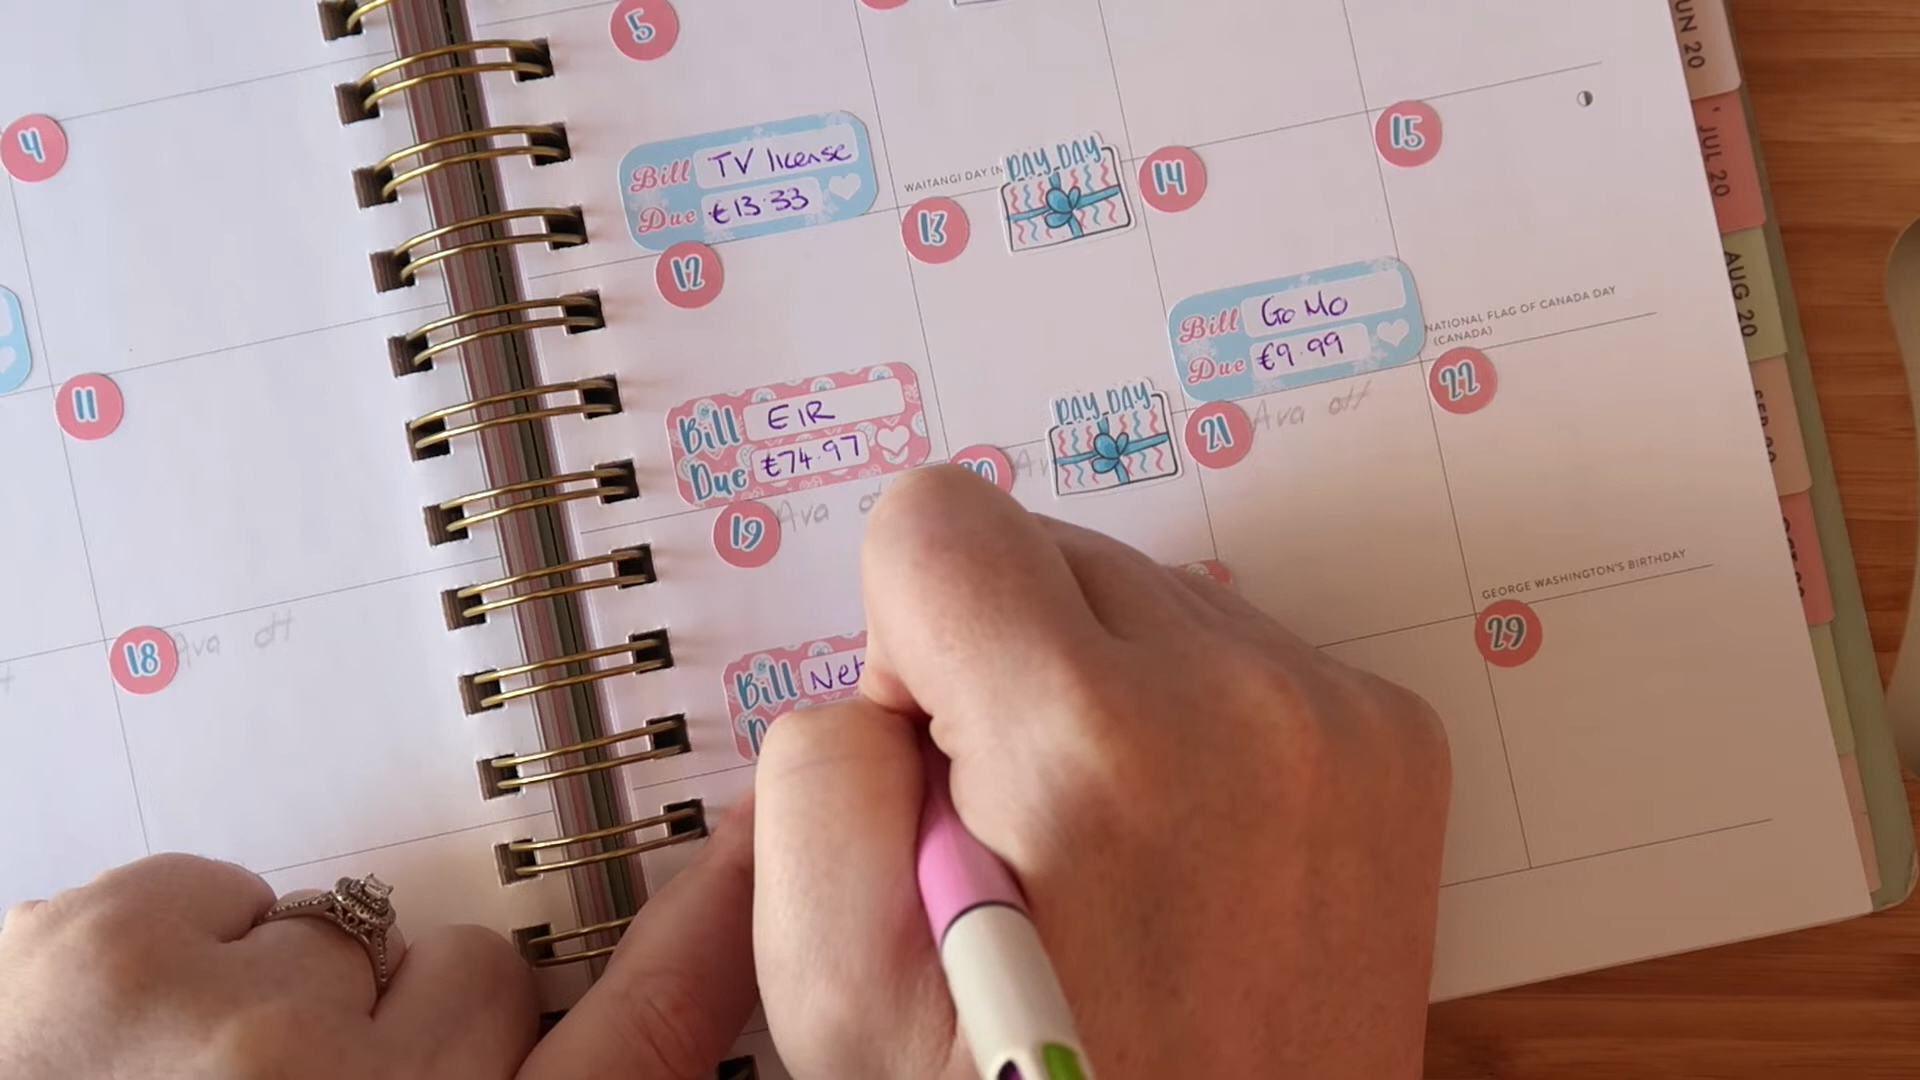 5
4
Bill TV license
Due €13.33
WAITANGI DAY (N
PAY DAY
12
13
14
15
Bill Go Mo
Due €9.99
NATIONAL FLAG OF CANADA DAY
(CANADA)
11
Bill EIR
Due €74.97
PAY DAY
19 Ava
20
21 Ava off
22
18 Ava off
Bill Net
GEORGE WASHINGTON'S BIRTHDAY
29
JUN 20
JUL 20
AUG 20